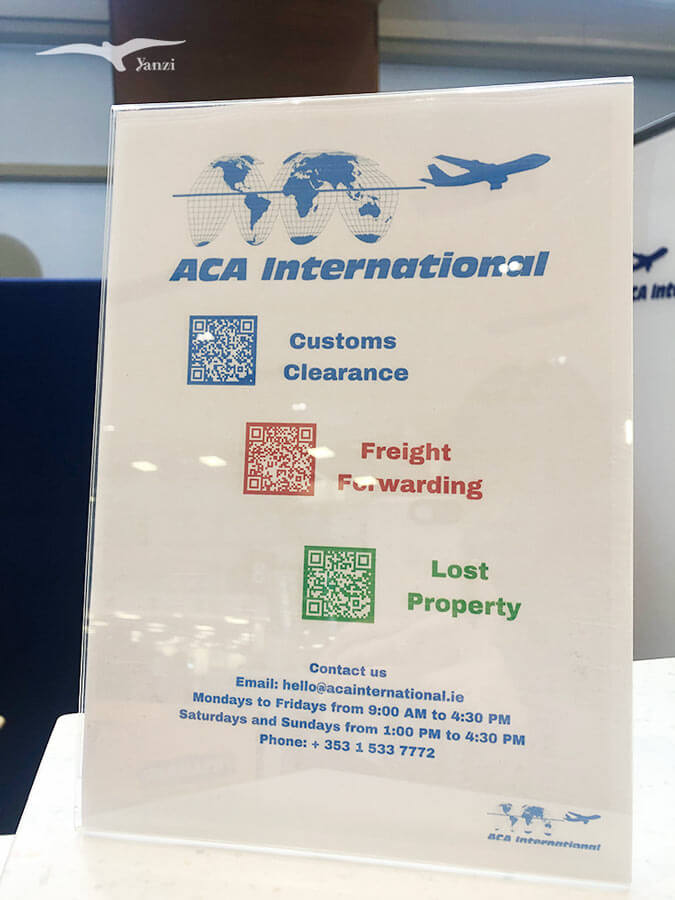 Yanzi
ACA International
Customs
Clearance
Freight
Forwarding
Lost
Property
Contact us
Email: hello@acainternational.ie
Mondays to Fridays from 9:00 AM to 4:30 PM
Saturdays and Sundays from 1:00 PM to 4:30 PM
Phone: + 353 1 533 7772
ACA International